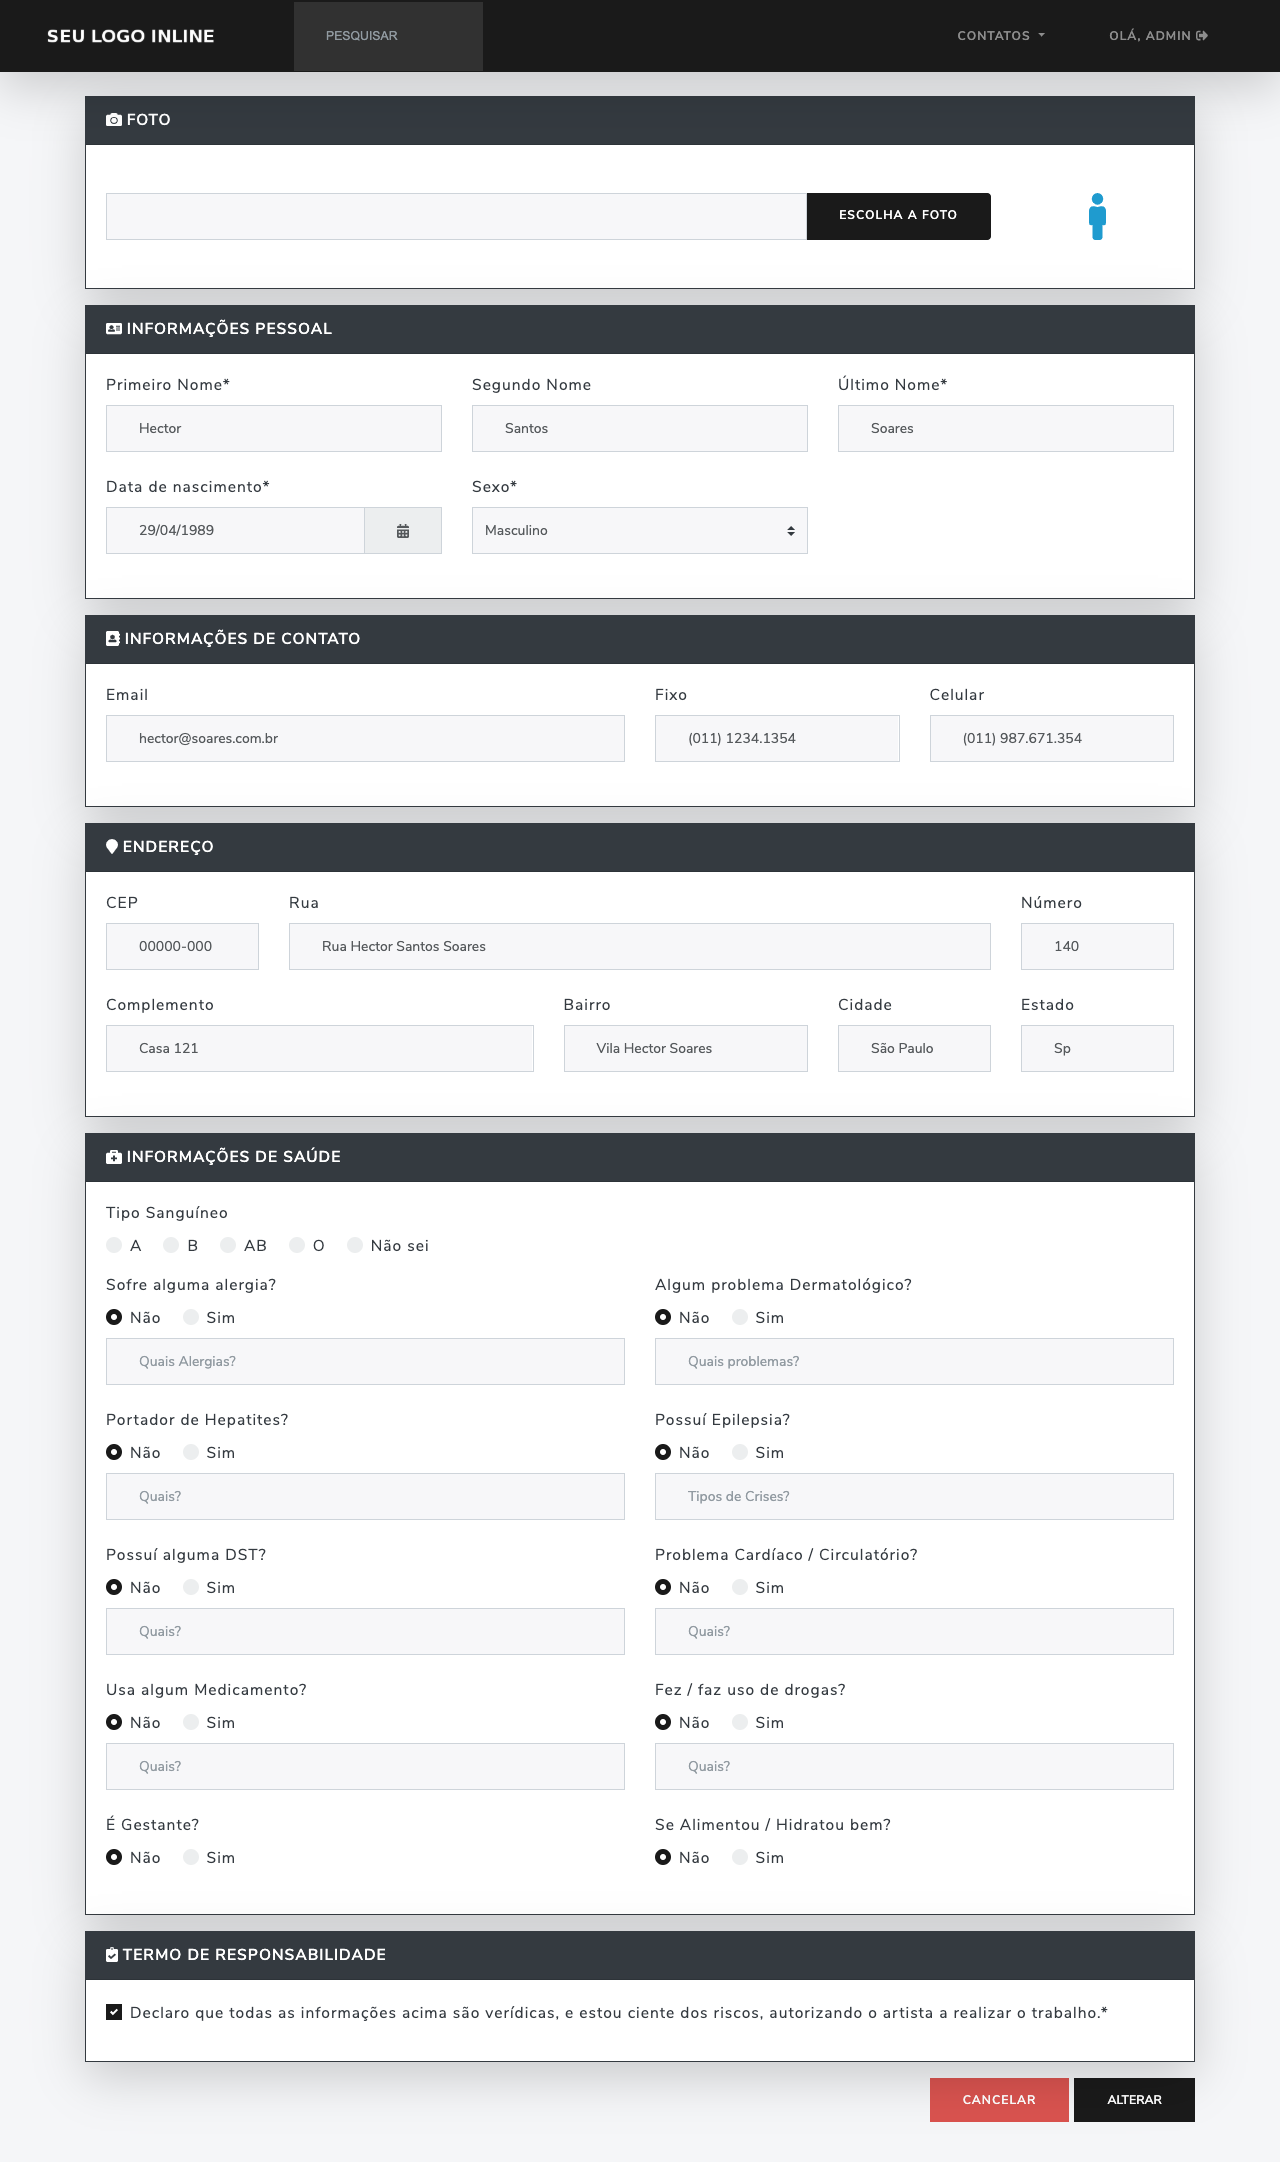 SEU LOGO INLINE PESQUISAR CONTATOS OLÁ, ADMIN
FOTO
ESCOLHA A FOTO
INFORMAÇÕES PESSOAL
Primeiro Nome* Segundo Nome Último Nome*
Hector Santos Soares
Data de nascimento* Sexo*
29/04/1989 Masculino
INFORMAÇÕES DE CONTATO
Email Fixo Celular
hector@soares.com.br (011) 1234.1354 (011) 987.671.354
ENDEREÇO
CEP Rua Número
00000-000 Rua Hector Santos Soares 140
Complemento Bairro Cidade Estado
Casa 121 Vila Hector Soares São Paulo Sp
INFORMAÇÕES DE SAÚDE
Tipo Sanguíneo
A B AB O Não sei
Sofre alguma alergia? Algum problema Dermatológico?
Não Sim Não Sim
Quais Alergias? Quais problemas?
Portador de Hepatites? Possuí Epilepsia?
Não Sim Não Sim
Quais? Tipos de Crises?
Possuí alguma DST? Problema Cardíaco / Circulatório?
Não Sim Não Sim
Quais? Quais?
Usa algum Medicamento? Fez / faz uso de drogas?
Não Sim Não Sim
Quais? Quais?
É Gestante? Se Alimentou / Hidratou bem?
Não Sim Não Sim
TERMO DE RESPONSABILIDADE
Declaro que todas as informações acima são verídicas, e estou ciente dos riscos, autorizando o artista a realizar o trabalho.*
CANCELAR ALTERAR